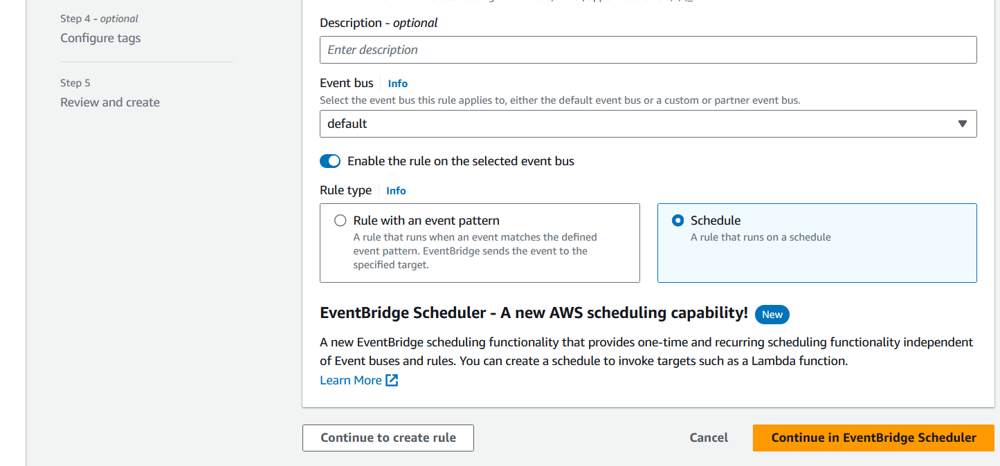 Step 4 - optional
Configure tags
Step 5
Review and create
Description - optional
Enter description
Event bus Info
Select the event bus this rule applies to, either the default event bus or a custom or partner event bus.
default
Enable the rule on the selected event bus
Rule type Info
Rule with an event pattern
A rule that runs when an event matches the defined
event pattern. EventBridge sends the event to the
specified target.
Schedule
A rule that runs on a schedule
EventBridge Scheduler - A new AWS scheduling capability! New
A new EventBridge scheduling functionality that provides one-time and recurring scheduling functionality independent
of Event buses and rules. You can create a schedule to invoke targets such as a Lambda function.
Learn More
Continue to create rule
Cancel
Continue in EventBridge Scheduler